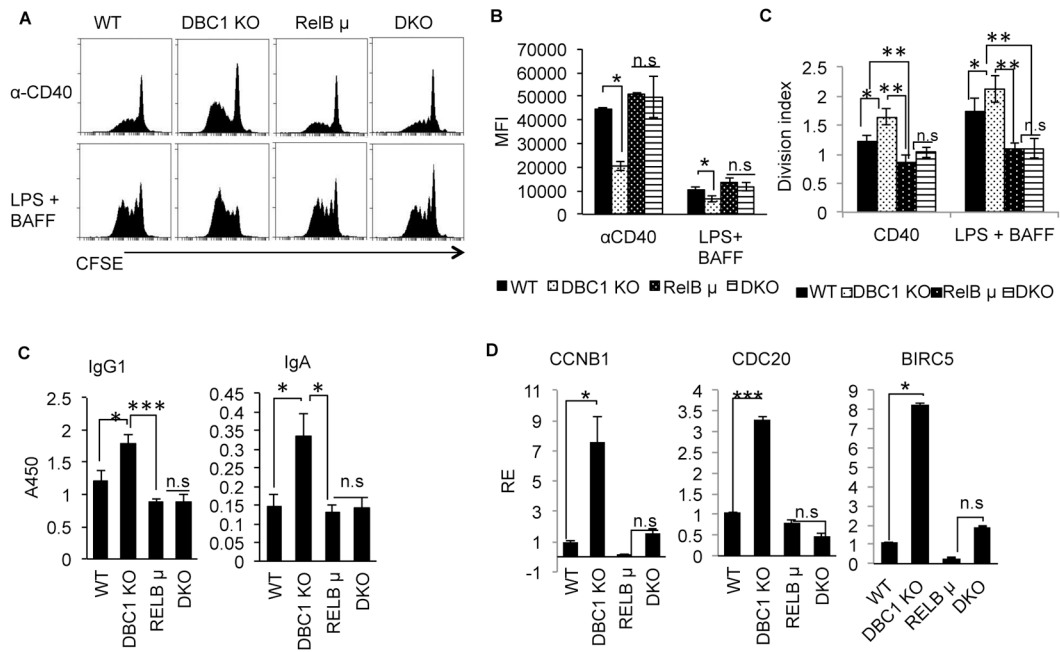 A
WT DBC1 KO RelB µ DKO
α-CD40
LPS +
BAFF
CFSE
B
70000
60000
50000
40000
30000
20000
10000
0
MFI
*
n.s
*
n.s
αCD40 LPS+
BAFF
WT DBC1 KO RelB µ DKO
C
2.5
2
1.5
1
0.5
0
Division index
**
* **
n.s
**
* **
n.s
CD40 LPS + BAFF
WT DBC1 KO RelB µ DKO
C
IgG1
A450
2.5
2
1.5
1
0.5
0
* ***
n.s
WT
DBC1 KO
RELB µ
DKO
IgA
0.45
0.4
0.35
0.3
0.25
0.2
0.15
0.1
0.05
0
* *
n.s
WT
DBC1 KO
RELB µ
DKO
D
CCNB1
RE
11
9
7
5
3
1
-1
*
n.s
WT
DBC1 KO
RELB µ
DKO
CDC20
4
3.5
3
2.5
2
1.5
1
0.5
0
***
n.s
WT
DBC1 KO
RELB µ
DKO
BIRC5
9
8
7
6
5
4
3
2
1
0
*
n.s
WT
DBC1 KO
RELB µ
DKO